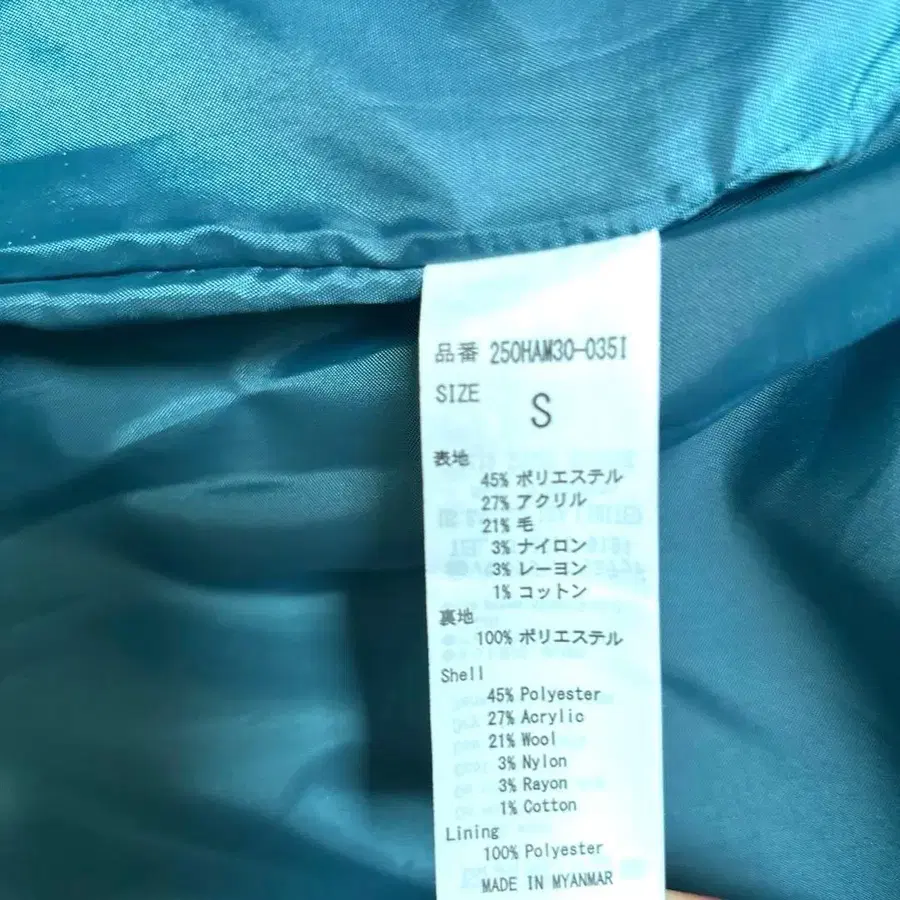 品番 250HAM30-035I
SIZE
S
表地
45% ポリエステル
27% アクリル
21% 毛
3% ナイロン
3% レーヨン
1% コットン
裏地
100% ポリエステル
Shell
45% Polyester
27% Acrylic
21% Wool
3% Nylon
3% Rayon
1% Cotton
Lining
100% Polyester
MADE IN MYANMAR